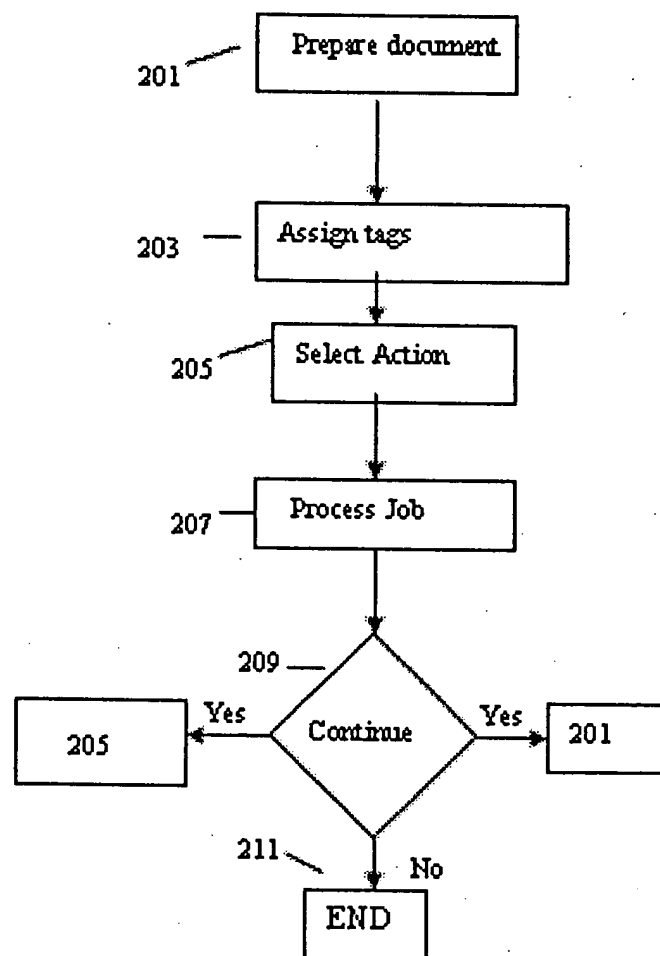 Prepare document
201
Assign tags
203
Select Action
205
Process Job
207
209
Yes
Continue
Yes
205
201
211
No
END